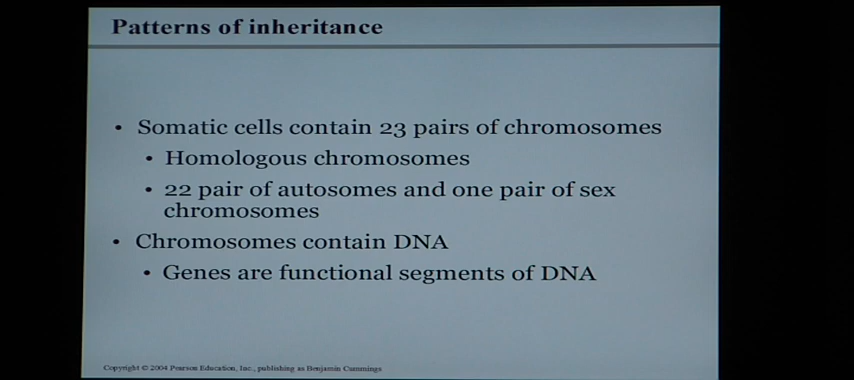 Patterns of inheritance
• Somatic cells contain 23 pairs of chromosomes
• Homologous chromosomes
• 22 pair of autosomes and one pair of sex
chromosomes
• Chromosomes contain DNA
• Genes are functional segments of DNA
Copyright © 2004 Pearson Education, Inc., publishing as Benjamin Cummings